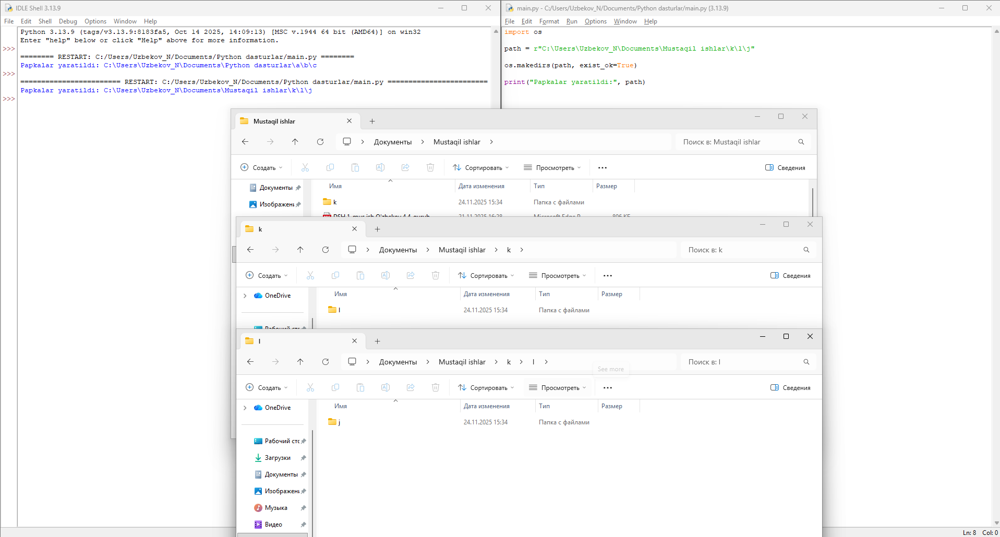 IDLE Shell 3.13.9
File Edit Shell Debug Options Window Help
Python 3.13.9 (tags/v3.13.9:8183fa5, Oct 14 2025, 14:09:13) [MSC v.1944 64 bit (AMD64)] on win32
Enter "help" below or click "Help" above for more information.
>>>
======== RESTART: C:/Users/Uzbekov_N/Documents/Python dasturlar/main.py ========
Papkalar yaratildi: C:\Users\Uzbekov_N\Documents\Python dasturlar\a\b\c
>>>
======================== RESTART: C:/Users/Uzbekov_N/Documents/Python dasturlar/main.py ========================
Papkalar yaratildi: C:\Users\Uzbekov_N\Documents\Mustaqil ishlar\k\l\j
>>>
main.py - C:/Users/Uzbekov_N/Documents/Python dasturlar/main.py (3.13.9)
File Edit Format Run Options Window Help
import os
path = r"C:\Users\Uzbekov_N\Documents\Mustaqil ishlar\k\l\j"
os.makedirs(path, exist_ok=True)
print("Papkalar yaratildi:", path)
Mustaqil ishlar
Документы > Mustaqil ishlar >
Поиск в: Mustaqil ishlar
Создать Сортировать Просмотреть ... Сведения
Документы
Изображени
Имя Дата изменения Тип Размер
k 24.11.2025 15:34 Папка с файлами
k
Документы > Mustaqil ishlar > k >
Поиск в: k
Создать Сортировать Просмотреть ... Сведения
OneDrive
Имя Дата изменения Тип Размер
l 24.11.2025 15:34 Папка с файлами
l
Документы > Mustaqil ishlar > k > l >
Поиск в: l
See more
Создать Сортировать Просмотреть ... Сведения
OneDrive
Имя Дата изменения Тип Размер
j 24.11.2025 15:34 Папка с файлами
Рабочий сто
Загрузки
Документы
Изображени
Музыка
Видео
Ln: 8 Col: 0